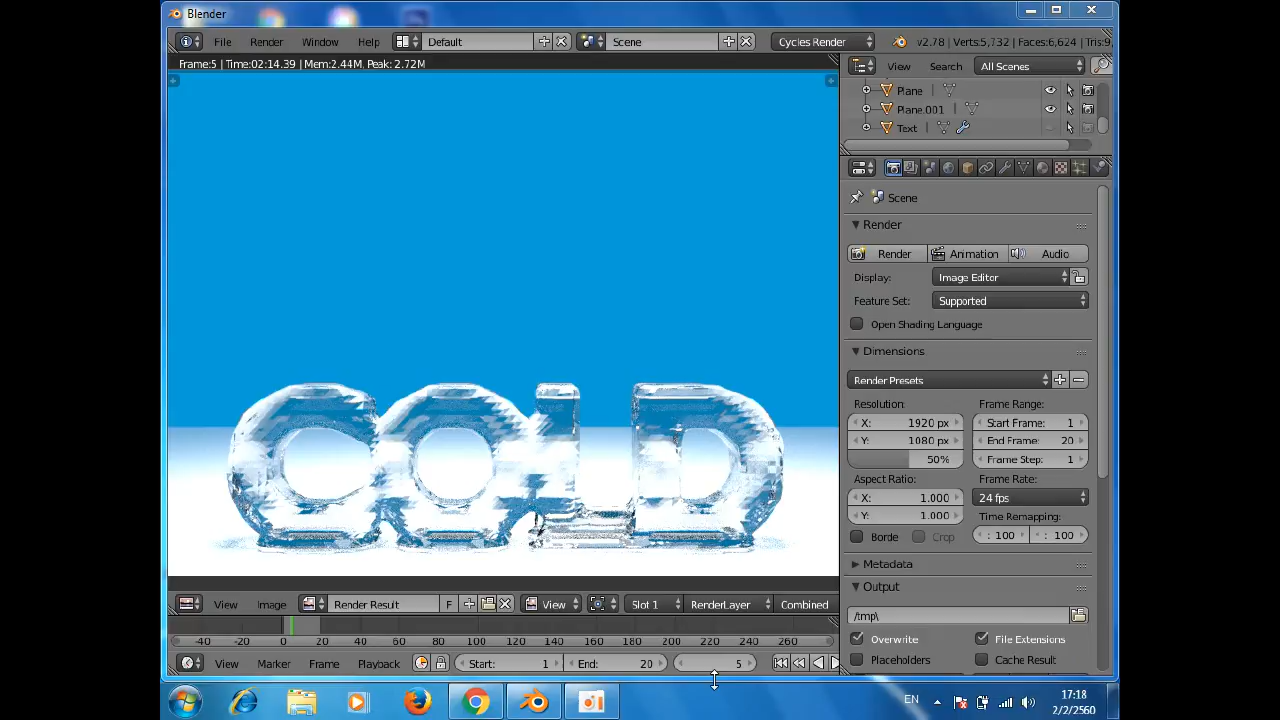 Blender
File Render Window Help Default Scene Cycles Render v2.78 | Verts:5,732 | Faces:6,624 | Tris:9,
Frame:5 | Time:02:14.39 | Mem:2.44M, Peak: 2.72M
View Search All Scenes
Plane
Plane.001
Text
Scene
Render
Render Animation Audio
Display: Image Editor
Feature Set: Supported
Open Shading Language
Dimensions
Render Presets
Resolution: Frame Range:
X: 1920 px Start Frame: 1
Y: 1080 px End Frame: 20
50% Frame Step: 1
Aspect Ratio: Frame Rate:
X: 1.000 24 fps
Y: 1.000 Time Remapping:
Borde Crop : 100 : 100
Metadata
Output
/tmp\
Overwrite File Extensions
Placeholders Cache Result
COLD
View Image Render Result F View Slot 1 RenderLayer Combined
-40 -20 0 20 40 60 80 100 120 140 160 180 200 220 240 260
View Marker Frame Playback Start: 1 End: 20 5
EN 17:18
2/2/2560